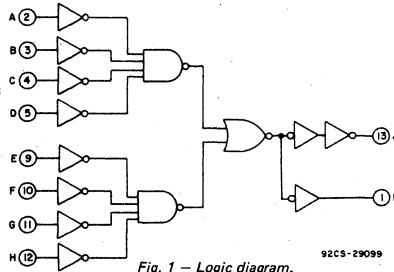 A 2
B 3
C 4
D 5
E 9
F 10
G 11
H 12
13
1
92CS-29099
Fig. 1 — Logic diagram.